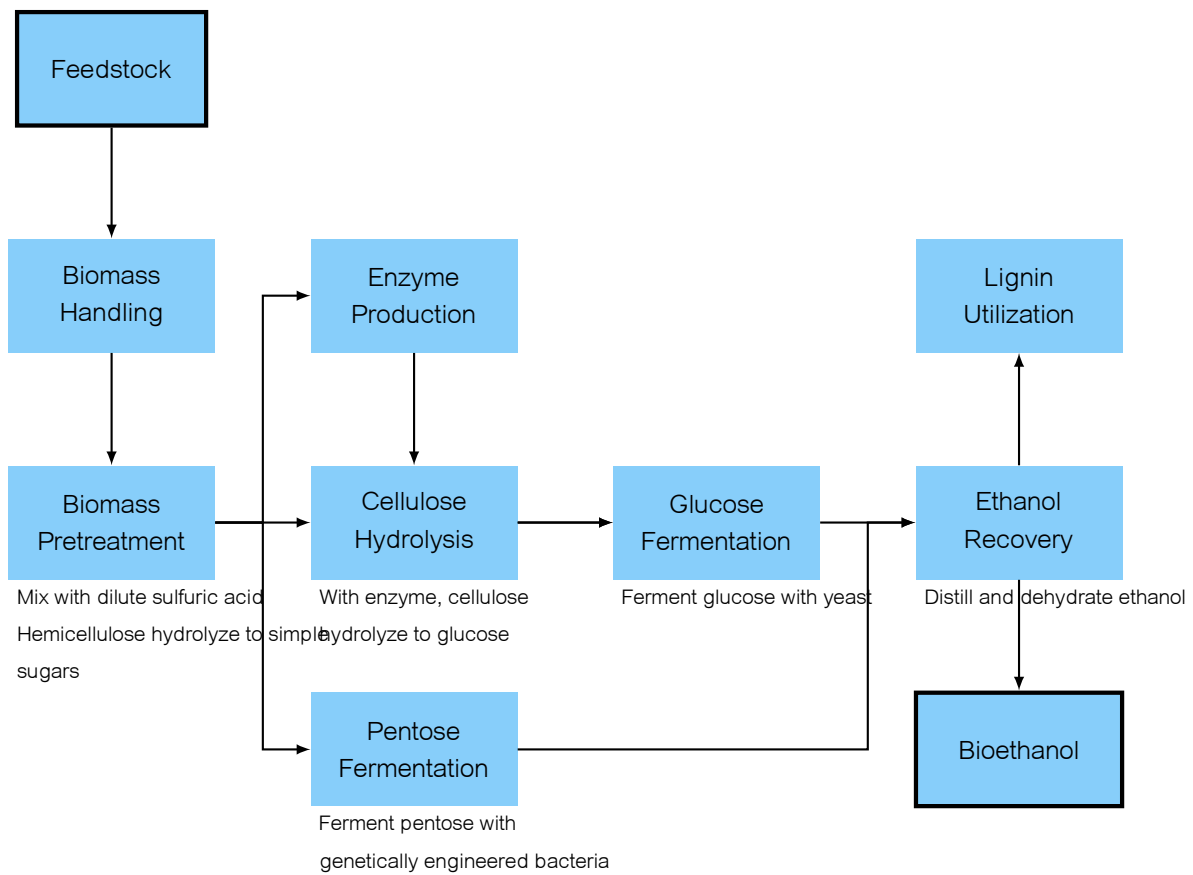 Feedstock
Biomass
Handling
Enzyme
Production
Lignin
Utilization
Biomass
Pretreatment
Mix with dilute sulfuric acid
Hemicellulose hydrolyze to simple
sugars
Cellulose
Hydrolysis
With enzyme, cellulose
hydrolyze to glucose
Glucose
Fermentation
Ferment glucose with yeast
Ethanol
Recovery
Distill and dehydrate ethanol
Pentose
Fermentation
Ferment pentose with
genetically engineered bacteria
Bioethanol